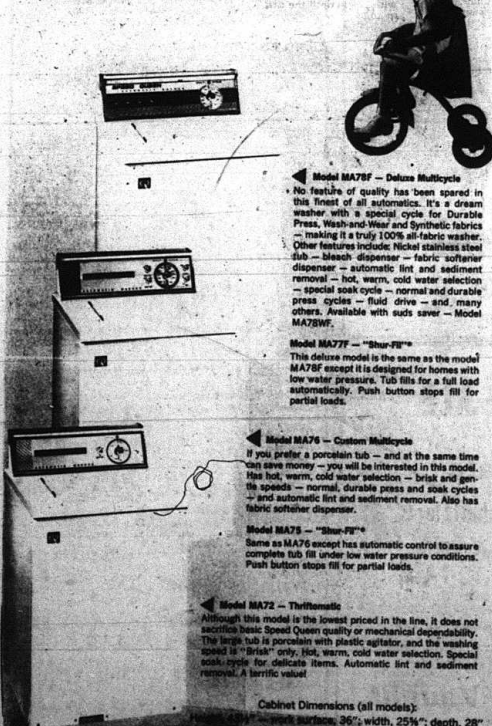 Model MA78F — Deluxe Multicycle
No feature of quality has been spared in
this finest of all automatics. It's a dream
washer with a special cycle for Durable
Press, Wash-and-Wear and Synthetic fabrics
— making it a truly 100% all-fabric washer.
Other features include: Nickel stainless steel
tub — bleach dispenser — fabric softener
dispenser — automatic lint and sediment
removal — hot, warm, cold water selection
— special soak cycle — normal and durable
press cycles — fluid drive — and many
others. Available with suds saver — Model
MA78WF.
Model MA77F — "Shur-Fil"*
This deluxe model is the same as the model
MA78F except it is designed for homes with
low water pressure. Tub fills for a full load
automatically. Push button stops fill for
partial loads.
Model MA76 — Custom Multicycle
If you prefer a porcelain tub — and at the same time
can save money — you will be interested in this model.
Has hot, warm, cold water selection — brisk and gen-
tle speeds — normal, durable press and soak cycles
— and automatic lint and sediment removal. Also has
fabric softener dispenser.
Model MA75 — "Shur-Fil"*
Same as MA76 except has automatic control to assure
complete tub fill under low water pressure conditions.
Push button stops fill for partial loads.
Model MA72 — Thriftomatic
Although this model is the lowest priced in the line, it does not
sacrifice basic Speed Queen quality or mechanical dependability.
The large tub is porcelain with plastic agitator, and the washing
speed is "Brisk" only. Hot, warm, cold water selection. Special
soak cycle for delicate items. Automatic lint and sediment
removal. A terrific value!
Cabinet Dimensions (all models):
work surface, 36"; width, 25⅝"; depth, 28"